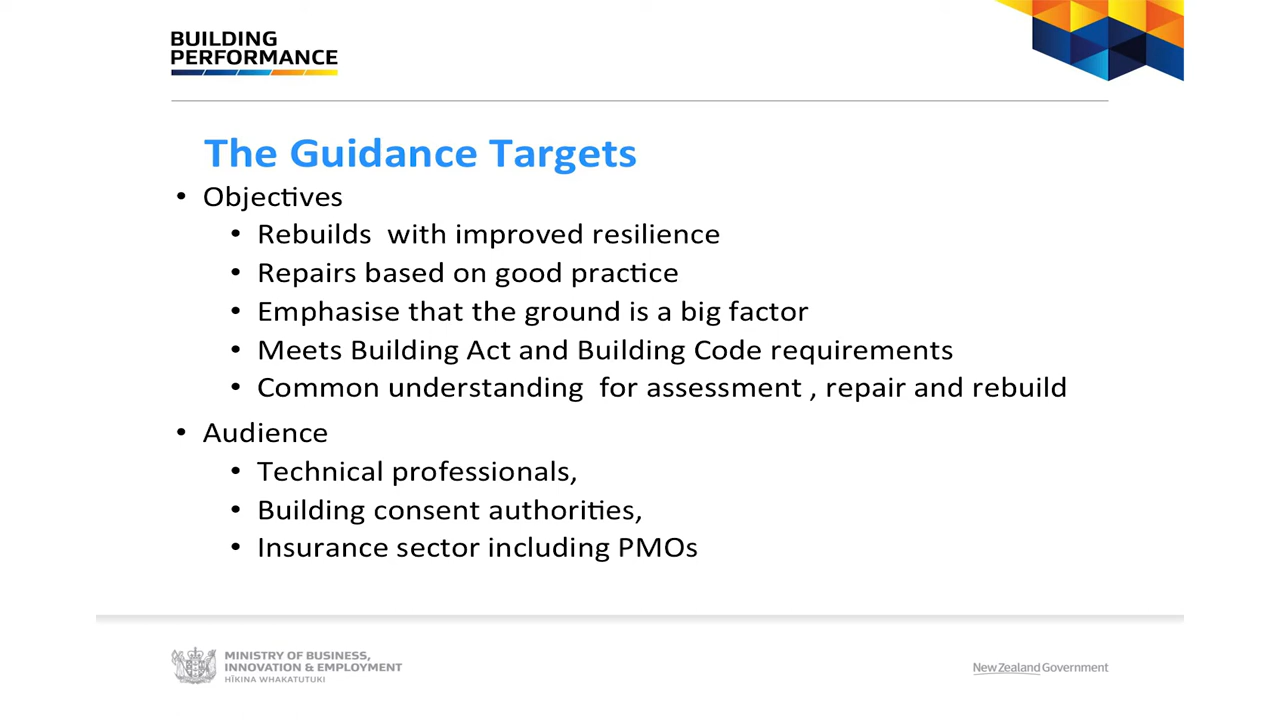 BUILDING
PERFORMANCE
The Guidance Targets
• Objectives
• Rebuilds  with improved resilience
• Repairs based on good practice
• Emphasise that the ground is a big factor
• Meets Building Act and Building Code requirements
• Common understanding  for assessment , repair and rebuild
• Audience
• Technical professionals,
• Building consent authorities,
• Insurance sector including PMOs
MINISTRY OF BUSINESS,
INNOVATION & EMPLOYMENT
HĪKINA WHAKATUTUKI
New Zealand Government